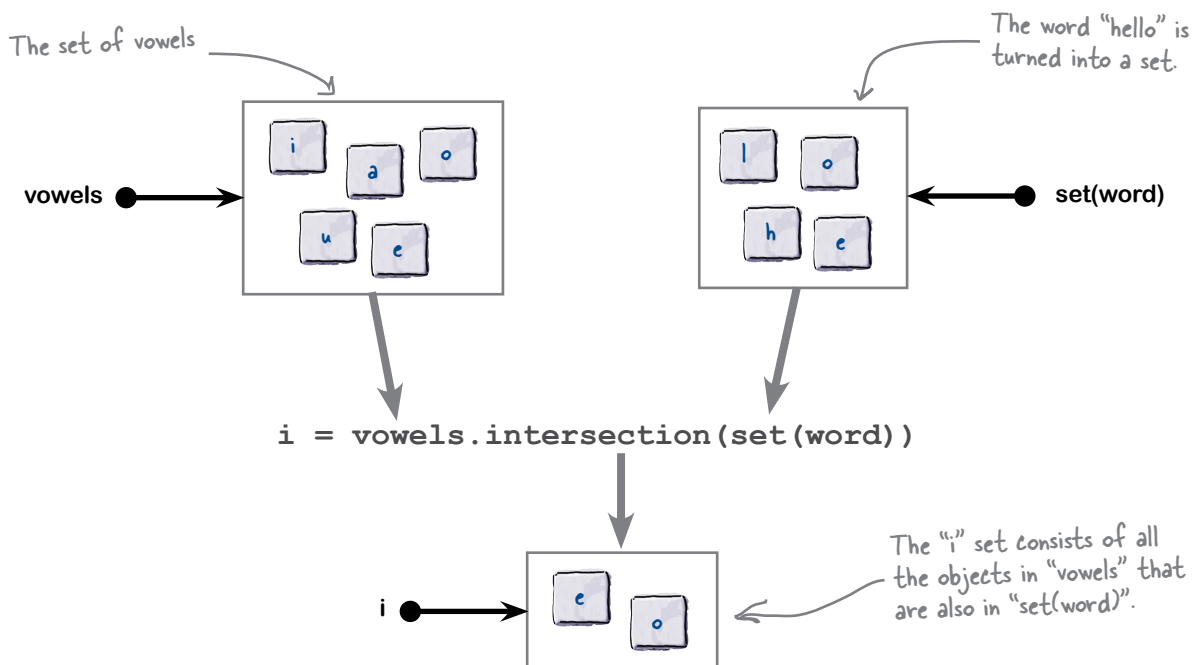 The set of vowels
The word “hello” is
turned into a set.
i
a
o
u
e
vowels
l
o
h
e
set(word)
i = vowels.intersection(set(word))
The “i” set consists of all
the objects in “vowels” that
are also in “set(word)”.
i
e
o